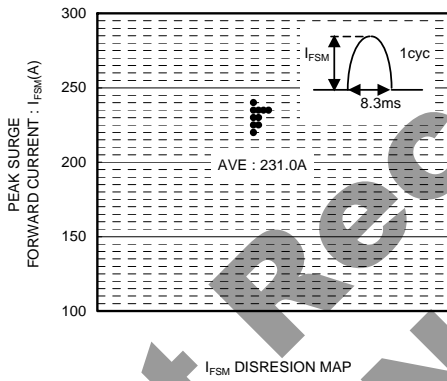 300
250
200
150
100
PEAK SURGE
FORWARD CURRENT : IFSM(A)
IFSM
1cyc
8.3ms
AVE : 231.0A
IFSM DISRESION MAP